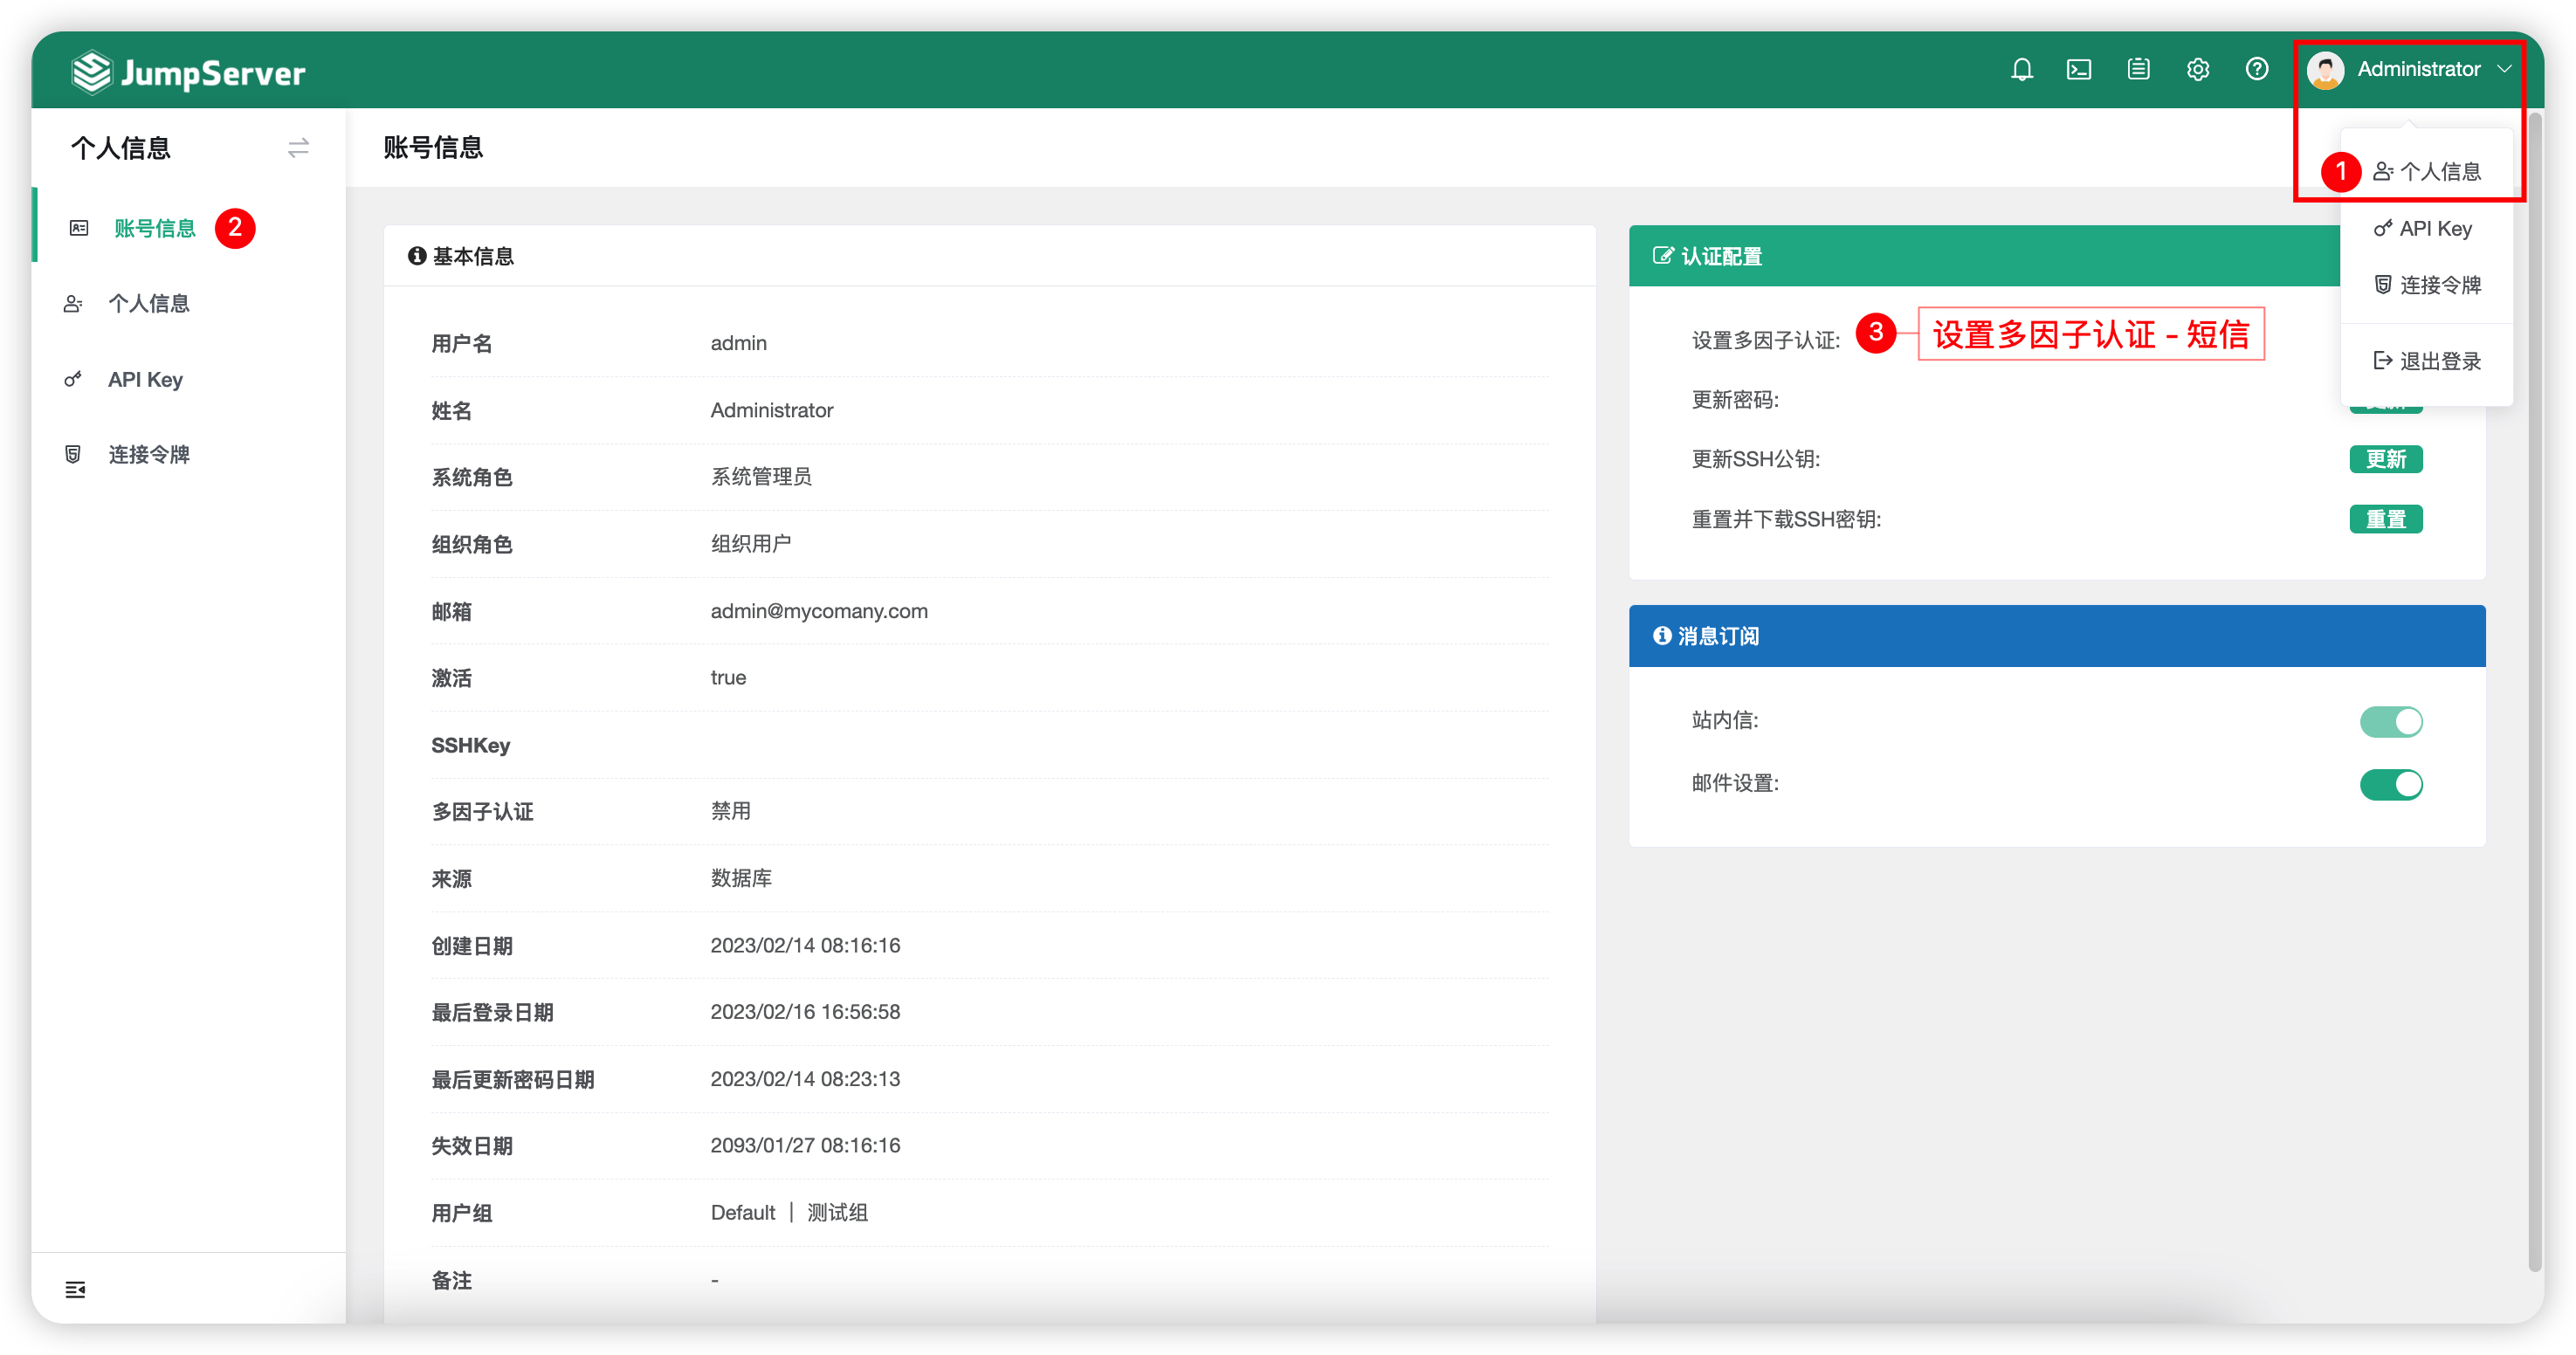 JumpServer
Administrator
个人信息
账号信息
1 个人信息
账号信息 2
API Key
基本信息
认证配置
连接令牌
个人信息
用户名 admin
设置多因子认证: 3 设置多因子认证 - 短信
退出登录
API Key
更新密码:
姓名 Administrator
连接令牌
更新SSH公钥: 更新
系统角色 系统管理员
重置并下载SSH密钥: 重置
组织角色 组织用户
邮箱 admin@mycomany.com
消息订阅
激活 true
站内信:
SSHKey
邮件设置:
多因子认证 禁用
来源 数据库
创建日期 2023/02/14 08:16:16
最后登录日期 2023/02/16 16:56:58
最后更新密码日期 2023/02/14 08:23:13
失效日期 2093/01/27 08:16:16
用户组 Default | 测试组
备注 -